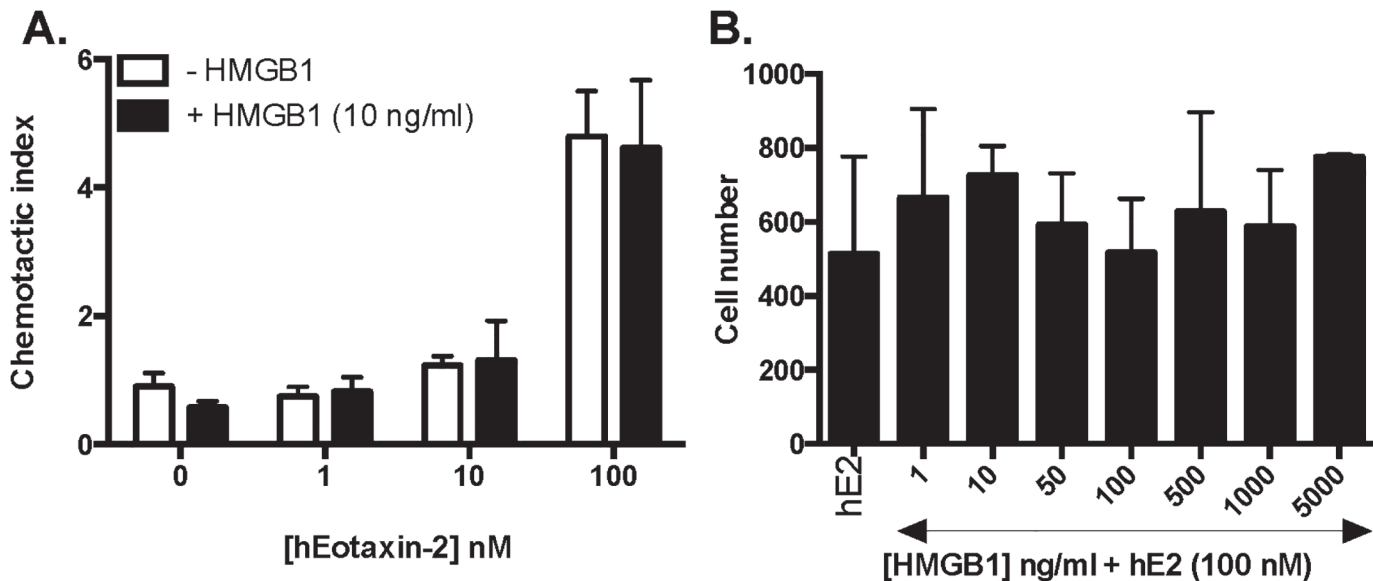 A.
6
4
2
0
Chemotactic index
- HMGB1
+ HMGB1 (10 ng/ml)
0 1 10 100
[hEotaxin-2] nM
B.
1000
800
600
400
200
0
Cell number
hE2 1 10 50 100 500 1000 5000
[HMGB1] ng/ml + hE2 (100 nM)